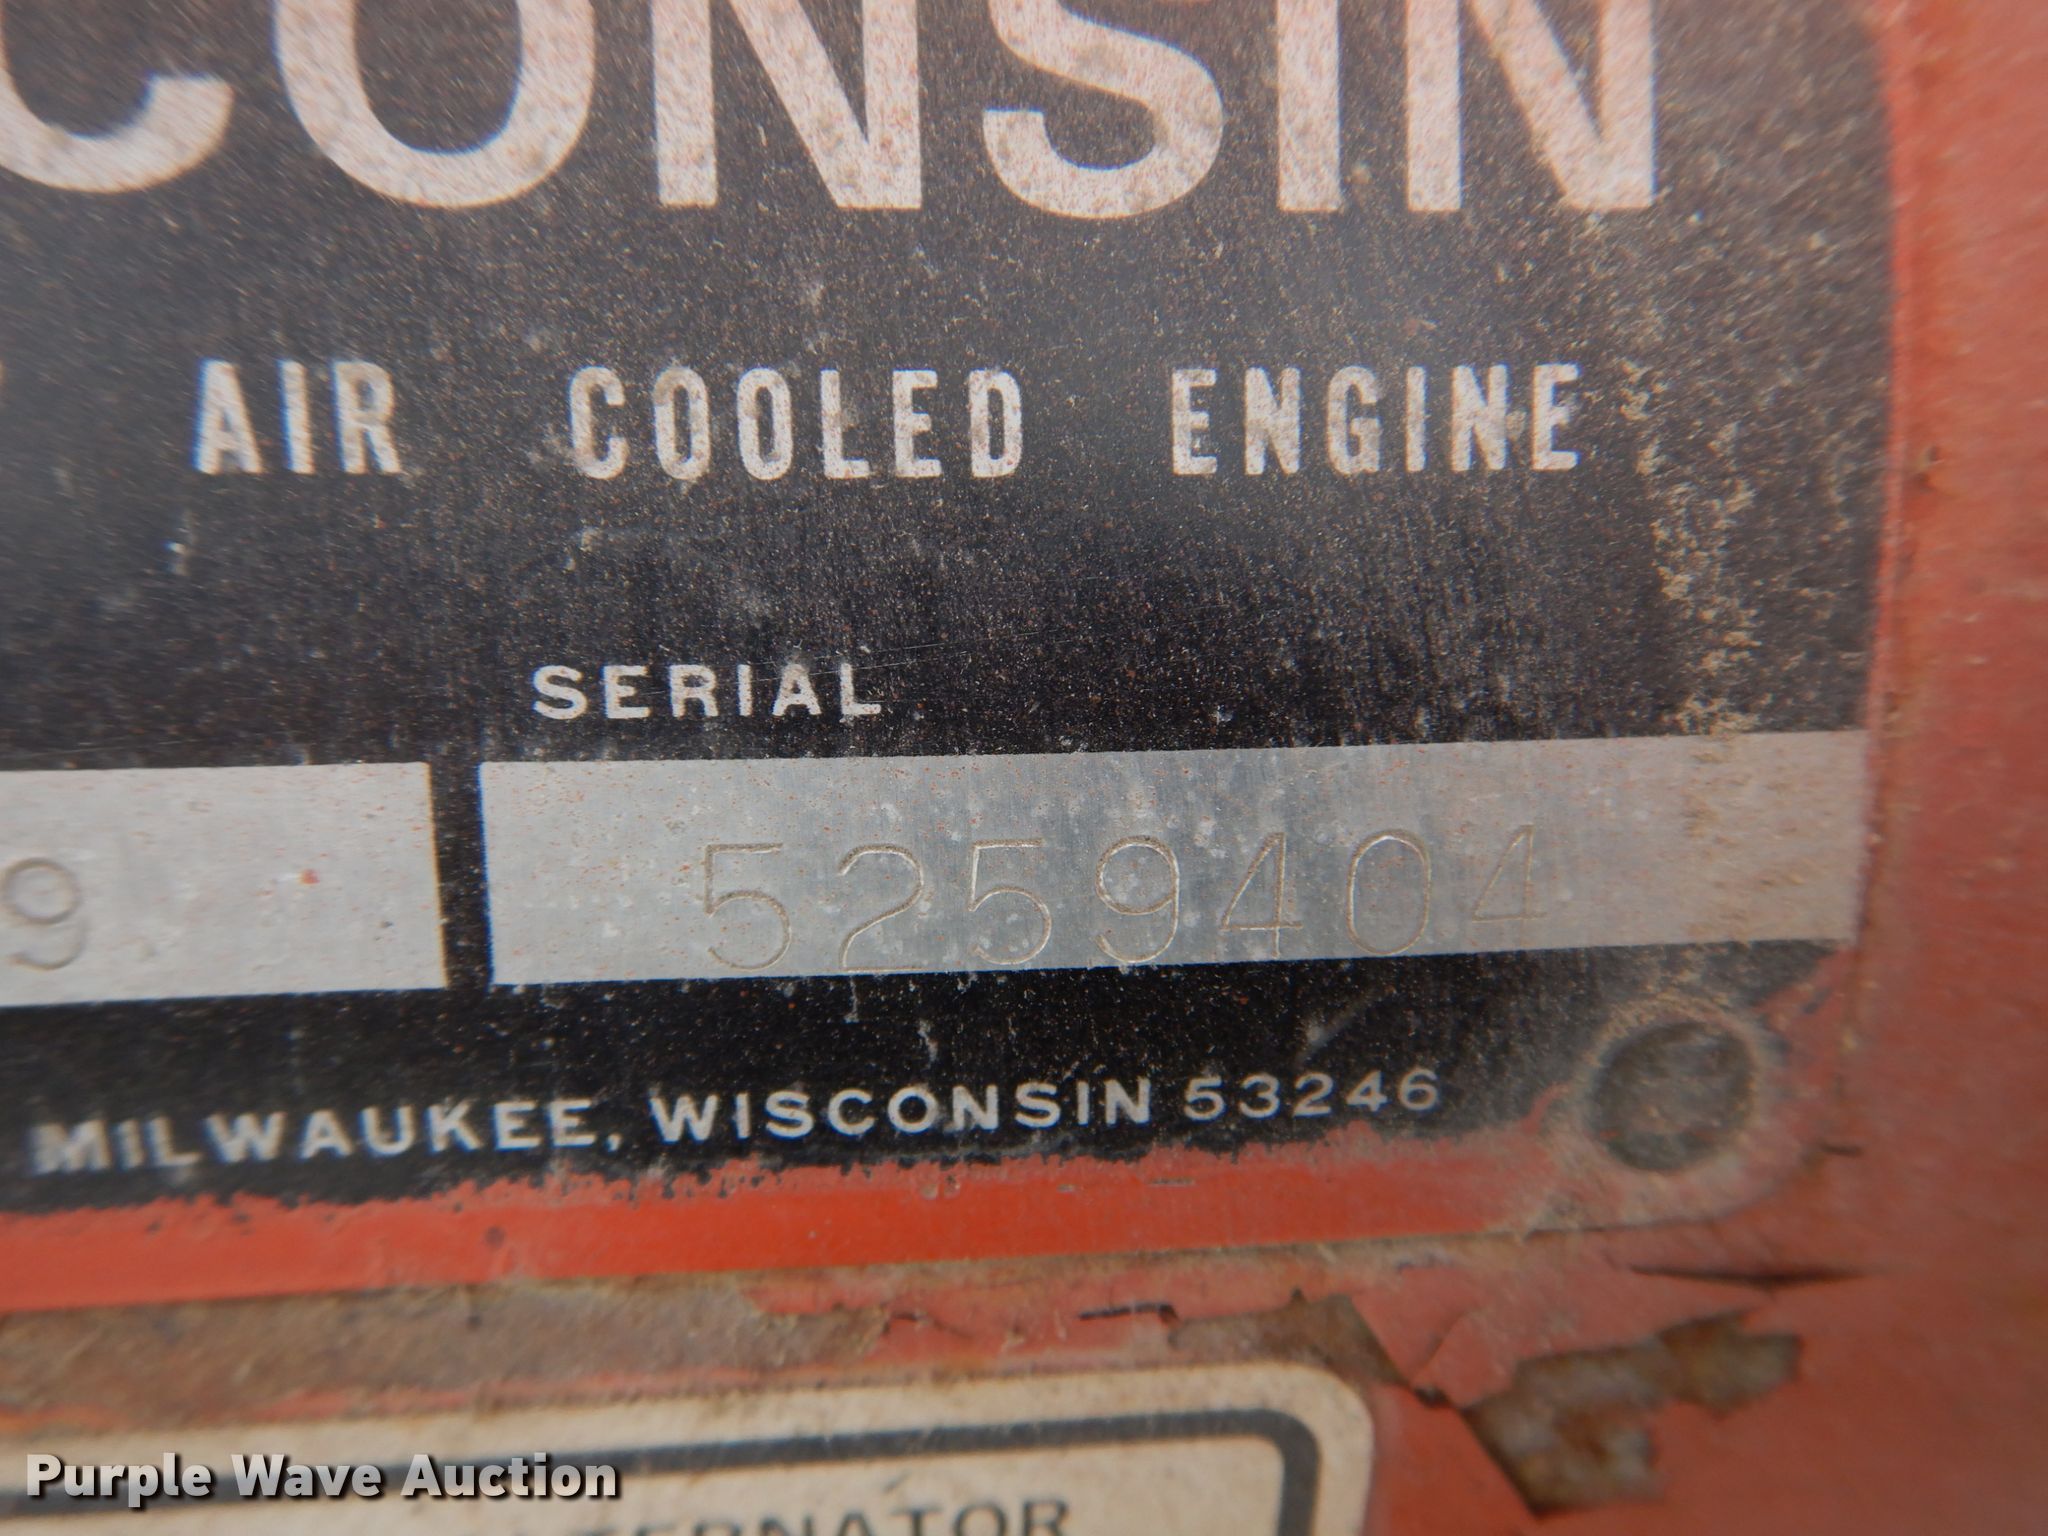 CONSIN
AIR COOLED ENGINE
SERIAL
9 5259404
MILWAUKEE, WISCONSIN 53246
Purple Wave Auction